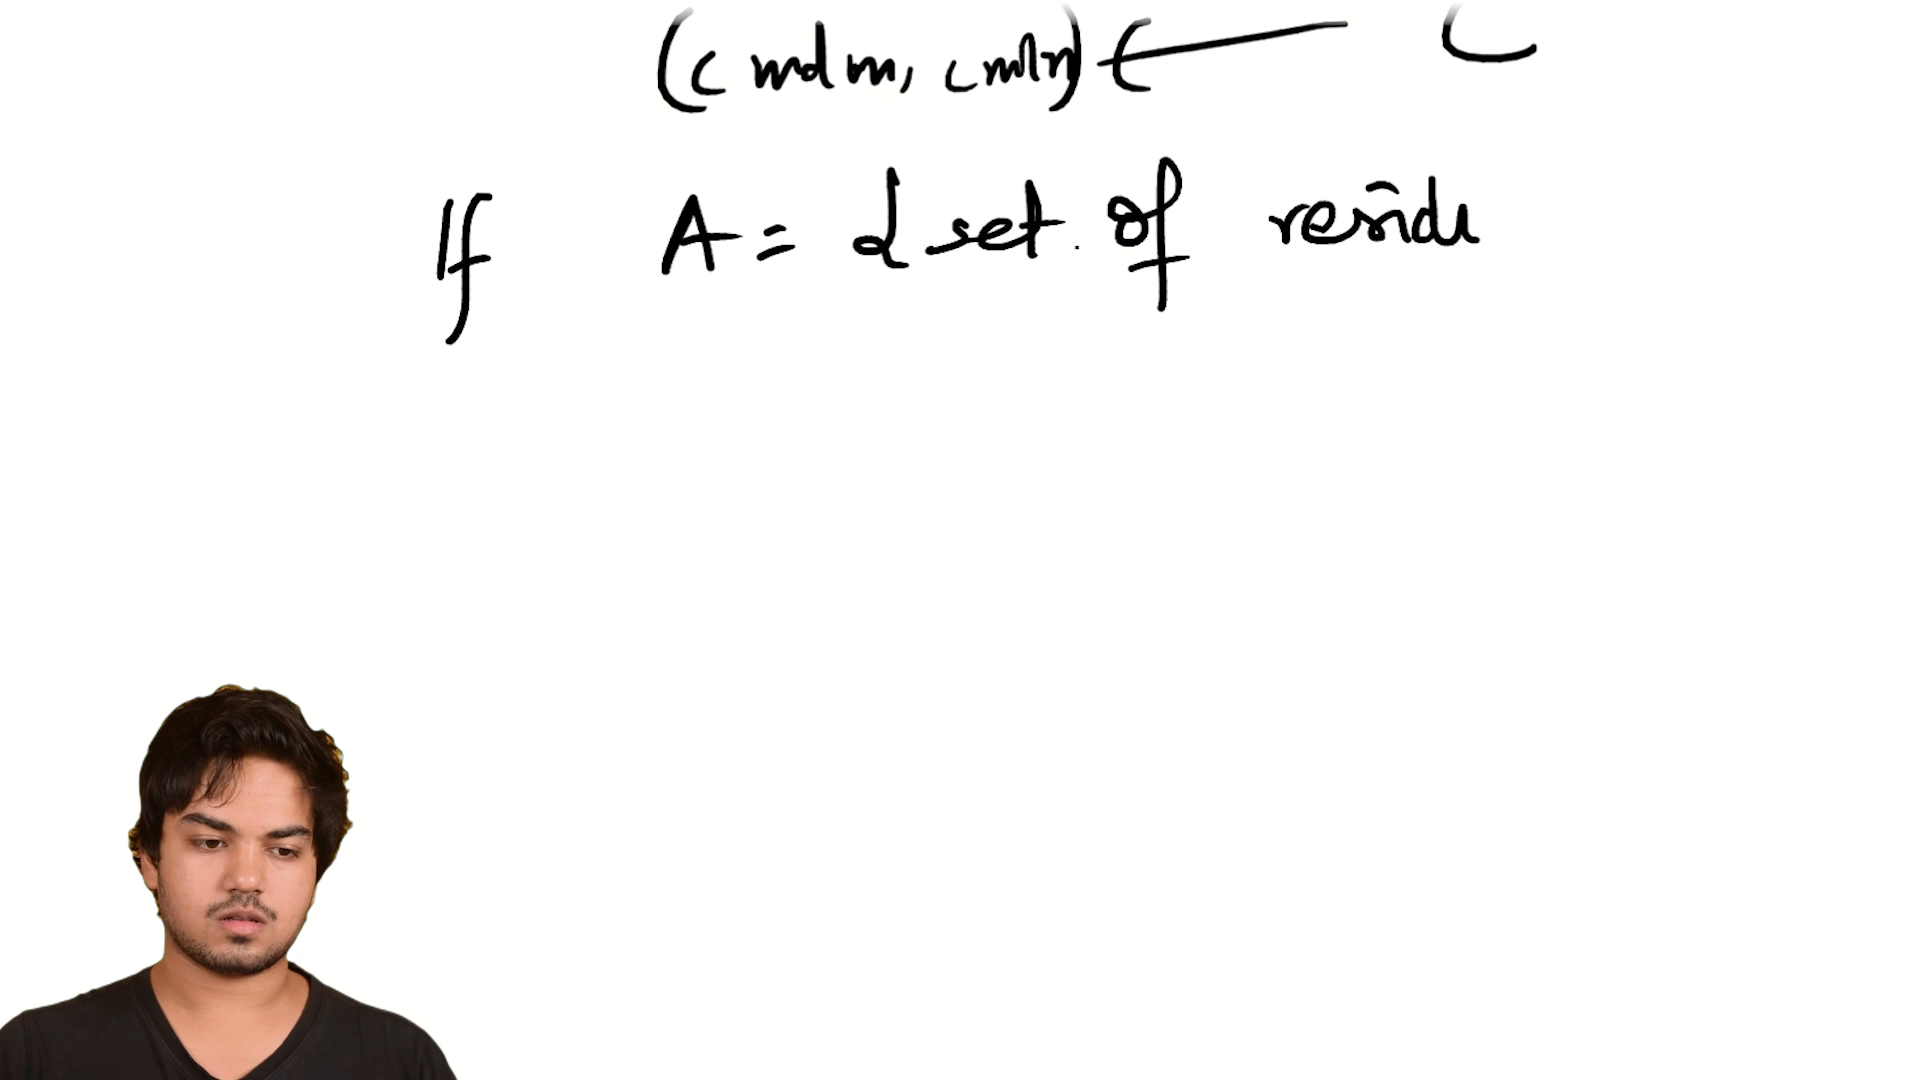 (c mod m, c mod n) ← c
If A = { set of residu